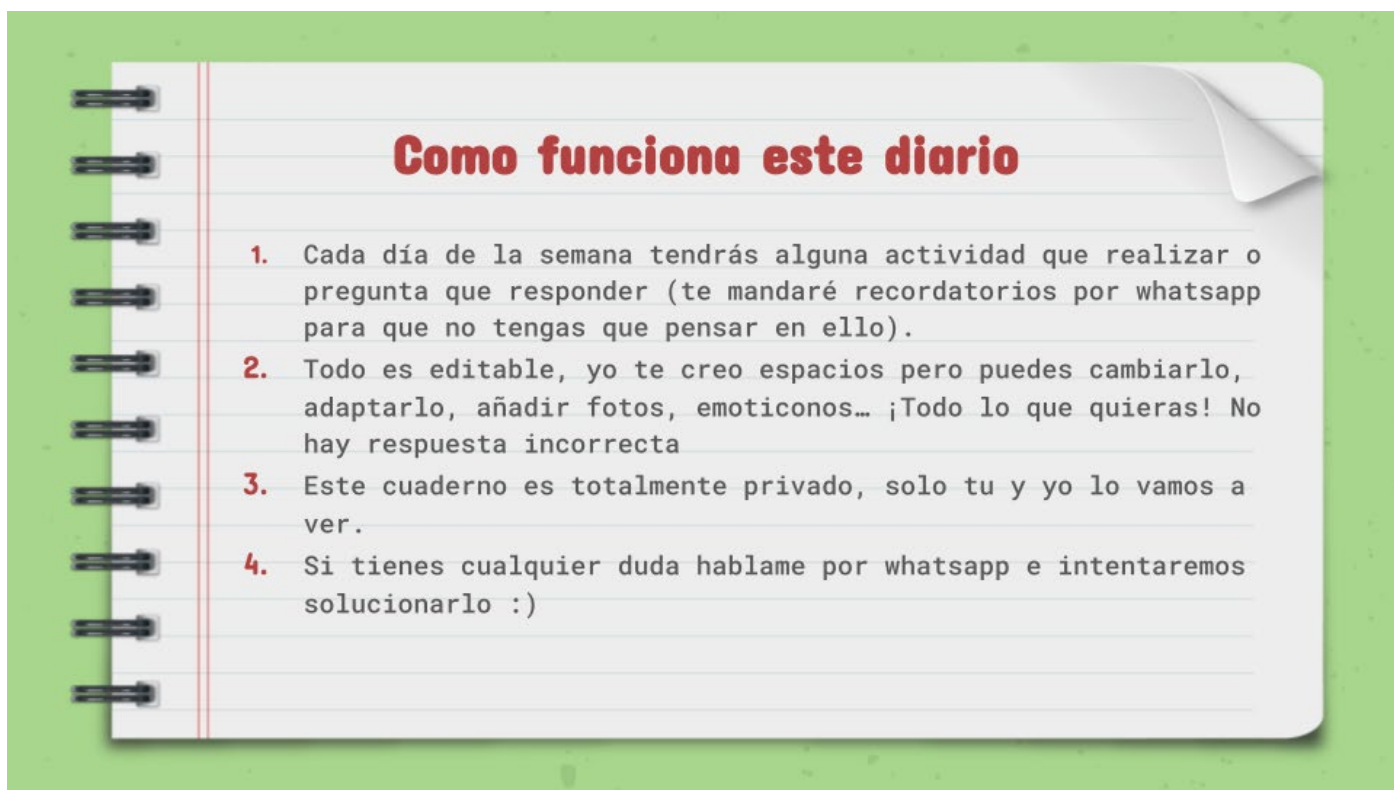 Como funciona este diario
1. Cada día de la semana tendrás alguna actividad que realizar o
pregunta que responder (te mandaré recordatorios por whatsapp
para que no tengas que pensar en ello).
2. Todo es editable, yo te creo espacios pero puedes cambiarlo,
adaptarlo, añadir fotos, emoticonos… ¡Todo lo que quieras! No
hay respuesta incorrecta
3. Este cuaderno es totalmente privado, solo tu y yo lo vamos a
ver.
4. Si tienes cualquier duda hablame por whatsapp e intentaremos
solucionarlo :)